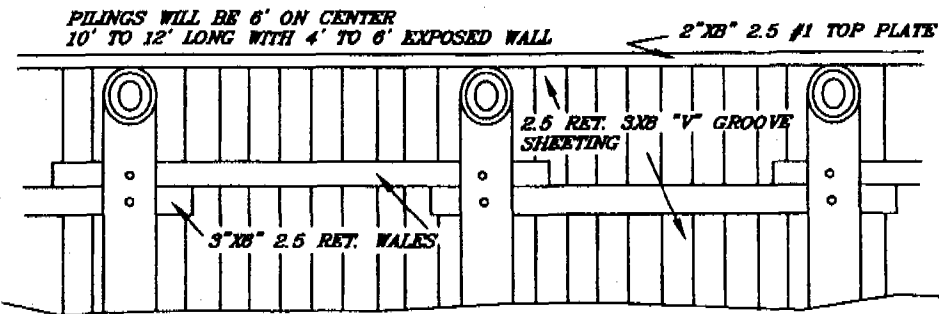 PILINGS WILL BE 6' ON CENTER
10' TO 12' LONG WITH 4' TO 6' EXPOSED WALL
2"X8" 2.5 #1 TOP PLATE
2.5 RET. 3X8 "V" GROOVE
SHEETING
3"X8" 2.5 RET. WALES